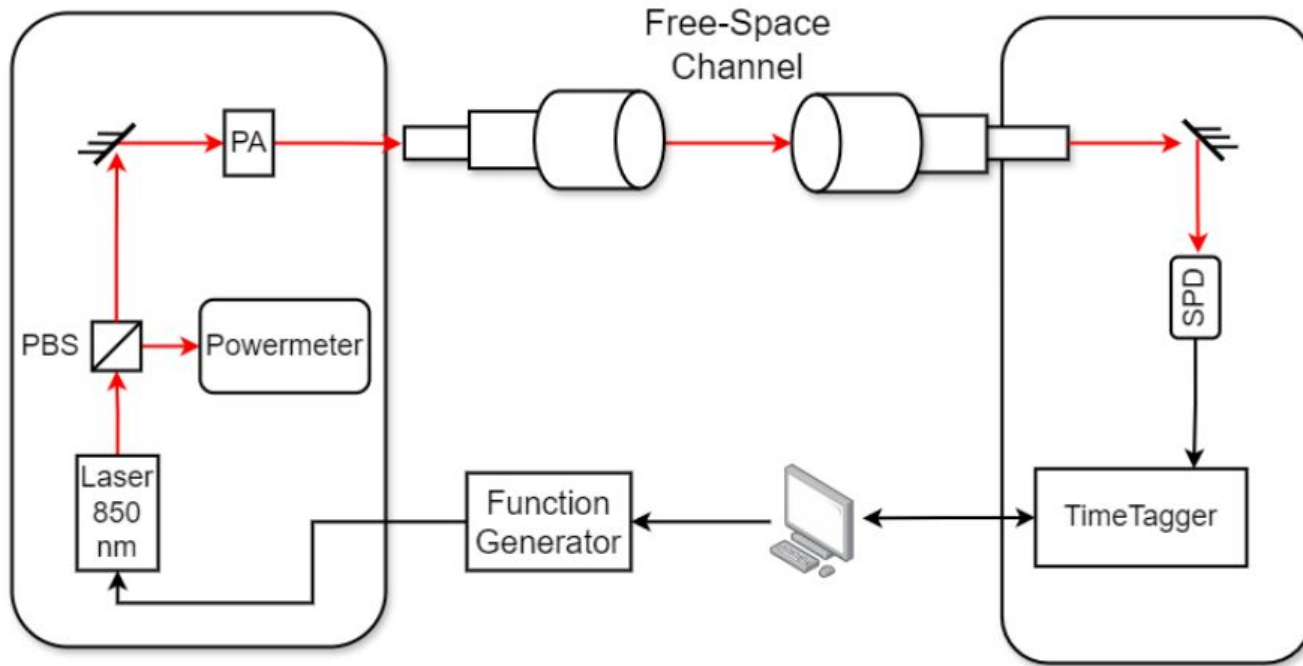 Free-Space
Channel
PA
PBS
Powermeter
SPD
Laser
850
nm
Function
Generator
TimeTagger